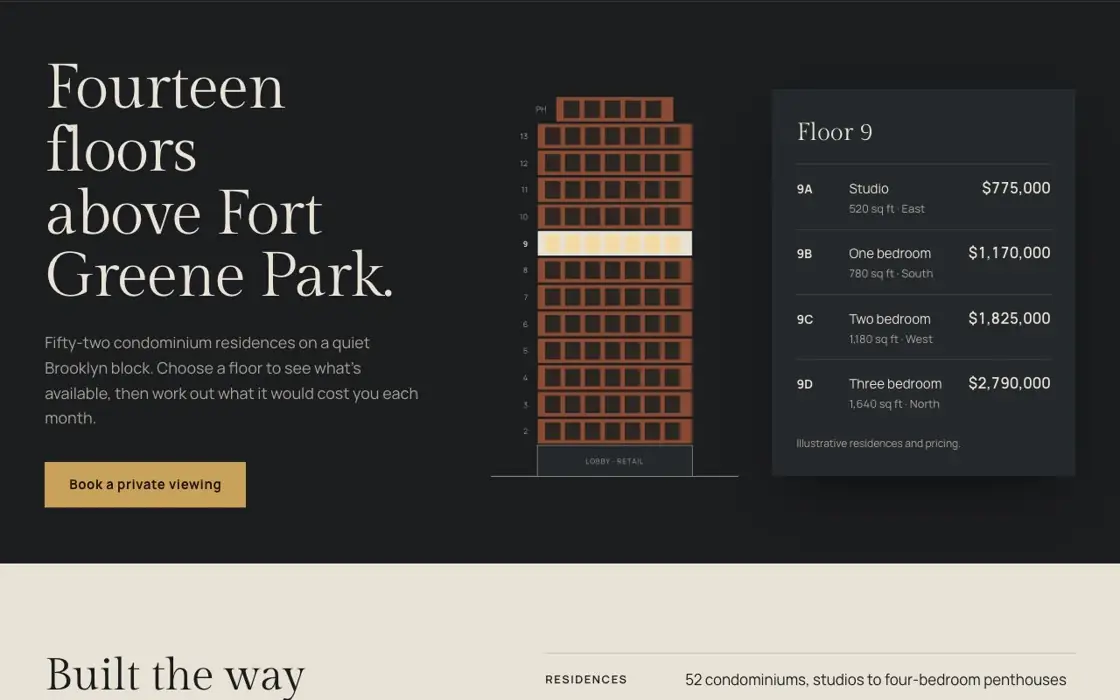 Fourteen
floors
above Fort
Greene Park.
Fifty-two condominium residences on a quiet
Brooklyn block. Choose a floor to see what's
available, then work out what it would cost you each
month.
Book a private viewing
PH
13
12
11
10
9
8
7
6
5
4
3
2
LOBBY · RETAIL
Floor 9
9A Studio $775,000
520 sq ft · East
9B One bedroom $1,170,000
780 sq ft · South
9C Two bedroom $1,825,000
1,180 sq ft · West
9D Three bedroom $2,790,000
1,640 sq ft · North
Illustrative residences and pricing.
Built the way
RESIDENCES 52 condominiums, studios to four-bedroom penthouses